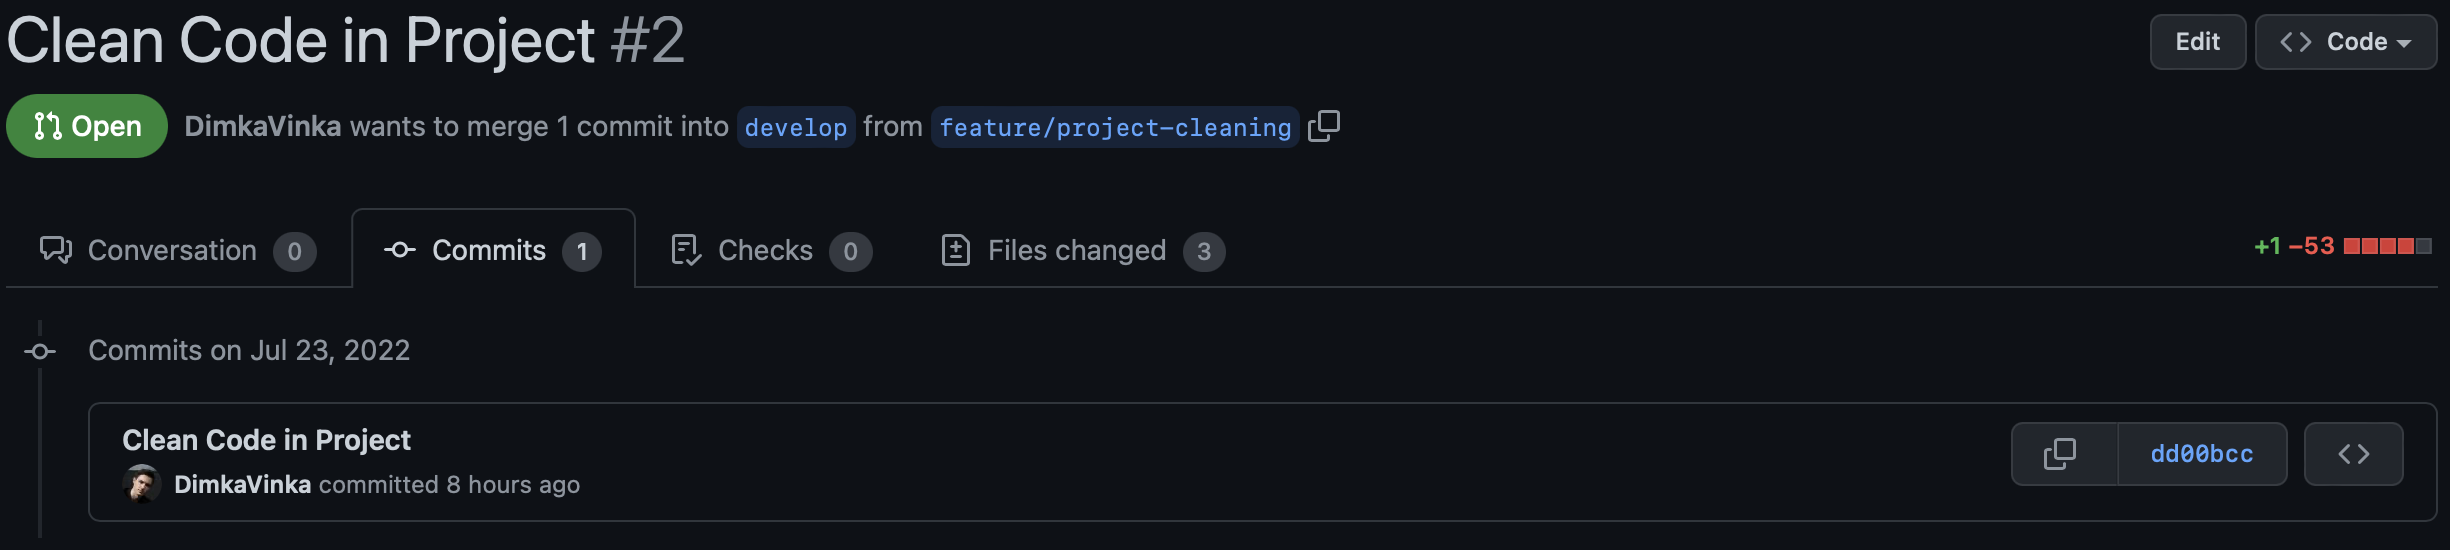 Clean Code in Project #2
Edit
<> Code
Open
DimkaVinka wants to merge 1 commit into develop from feature/project-cleaning
Conversation 0
Commits 1
Checks 0
Files changed 3
+1 −53
Commits on Jul 23, 2022
Clean Code in Project
DimkaVinka committed 8 hours ago
dd00bcc